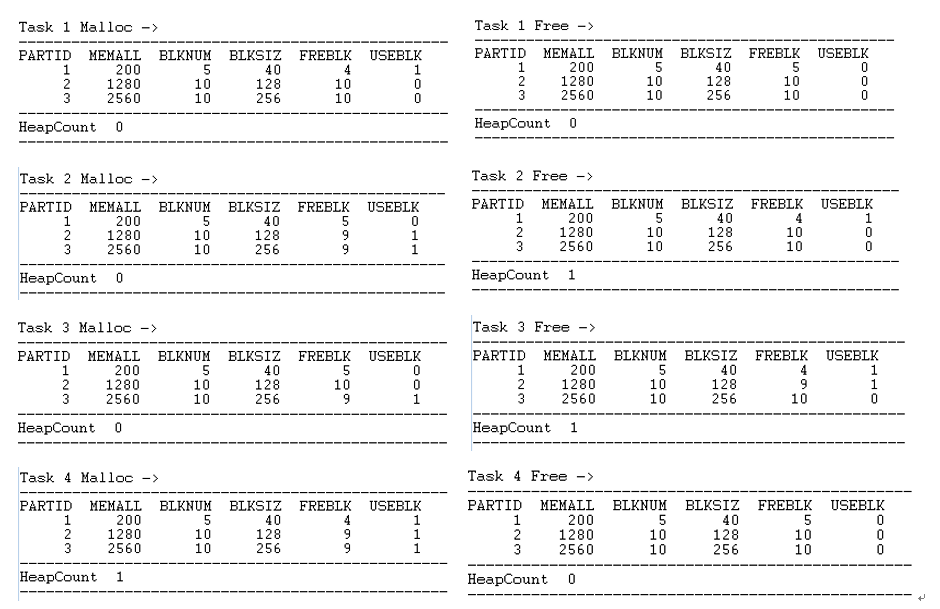 Task 1 Malloc ->
PARTID MEMALL BLKNUM BLKSIZ FREBLK USEBLK
1 200 5 40 4 1
2 1280 10 128 10 0
3 2560 10 256 10 0
HeapCount 0
Task 2 Malloc ->
PARTID MEMALL BLKNUM BLKSIZ FREBLK USEBLK
1 200 5 40 5 0
2 1280 10 128 9 1
3 2560 10 256 9 1
HeapCount 0
Task 3 Malloc ->
PARTID MEMALL BLKNUM BLKSIZ FREBLK USEBLK
1 200 5 40 5 0
2 1280 10 128 10 0
3 2560 10 256 9 1
HeapCount 0
Task 4 Malloc ->
PARTID MEMALL BLKNUM BLKSIZ FREBLK USEBLK
1 200 5 40 4 1
2 1280 10 128 9 1
3 2560 10 256 9 1
HeapCount 1
Task 1 Free ->
PARTID MEMALL BLKNUM BLKSIZ FREBLK USEBLK
1 200 5 40 5 0
2 1280 10 128 10 0
3 2560 10 256 10 0
HeapCount 0
Task 2 Free ->
PARTID MEMALL BLKNUM BLKSIZ FREBLK USEBLK
1 200 5 40 4 1
2 1280 10 128 10 0
3 2560 10 256 10 0
HeapCount 1
Task 3 Free ->
PARTID MEMALL BLKNUM BLKSIZ FREBLK USEBLK
1 200 5 40 4 1
2 1280 10 128 9 1
3 2560 10 256 10 0
HeapCount 1
Task 4 Free ->
PARTID MEMALL BLKNUM BLKSIZ FREBLK USEBLK
1 200 5 40 5 0
2 1280 10 128 10 0
3 2560 10 256 10 0
HeapCount 0